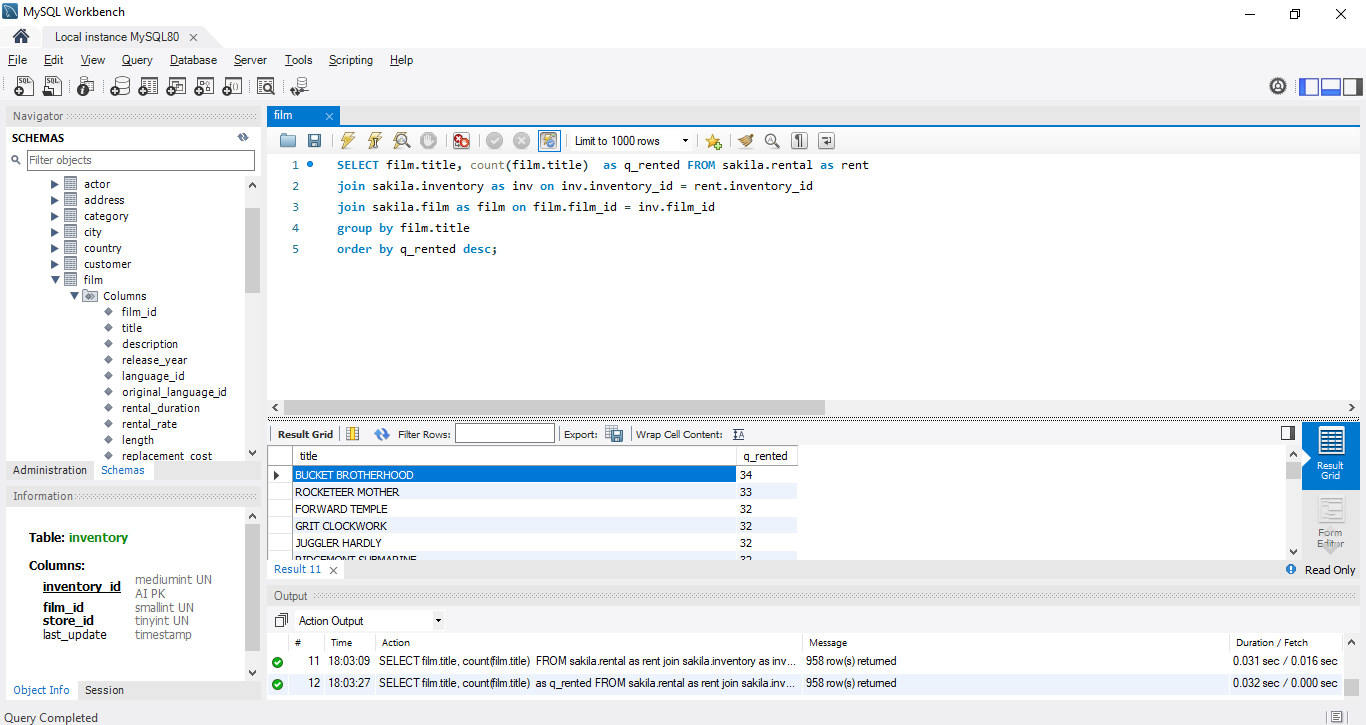 MySQL Workbench
Local instance MySQL80
File Edit View Query Database Server Tools Scripting Help
Navigator
SCHEMAS
Filter objects
actor
address
category
city
country
customer
film
Columns
film_id
title
description
release_year
language_id
original_language_id
rental_duration
rental_rate
length
replacement_cost
Administration Schemas
Information
Table: inventory
Columns:
inventory_id mediumint UN AI PK
film_id smallint UN
store_id tinyint UN
last_update timestamp
Object Info Session
film
Limit to 1000 rows
1 SELECT film.title, count(film.title)  as q_rented FROM sakila.rental as rent
2 join sakila.inventory as inv on inv.inventory_id = rent.inventory_id
3 join sakila.film as film on film.film_id = inv.film_id
4 group by film.title
5 order by q_rented desc;
Result Grid Filter Rows: Export: Wrap Cell Content:
title q_rented
BUCKET BROTHERHOOD 34
ROCKETEER MOTHER 33
FORWARD TEMPLE 32
GRIT CLOCKWORK 32
JUGGLER HARDLY 32
RIDGEMONT SUBMARINE 32
Result Grid
Form Editor
Result 11
Read Only
Output
Action Output
# Time Action Message Duration / Fetch
11 18:03:09 SELECT film.title, count(film.title)  FROM sakila.rental as rent join sakila.inventory as inv... 958 row(s) returned 0.031 sec / 0.016 sec
12 18:03:27 SELECT film.title, count(film.title)  as q_rented FROM sakila.rental as rent join sakila.inv... 958 row(s) returned 0.032 sec / 0.000 sec
Query Completed